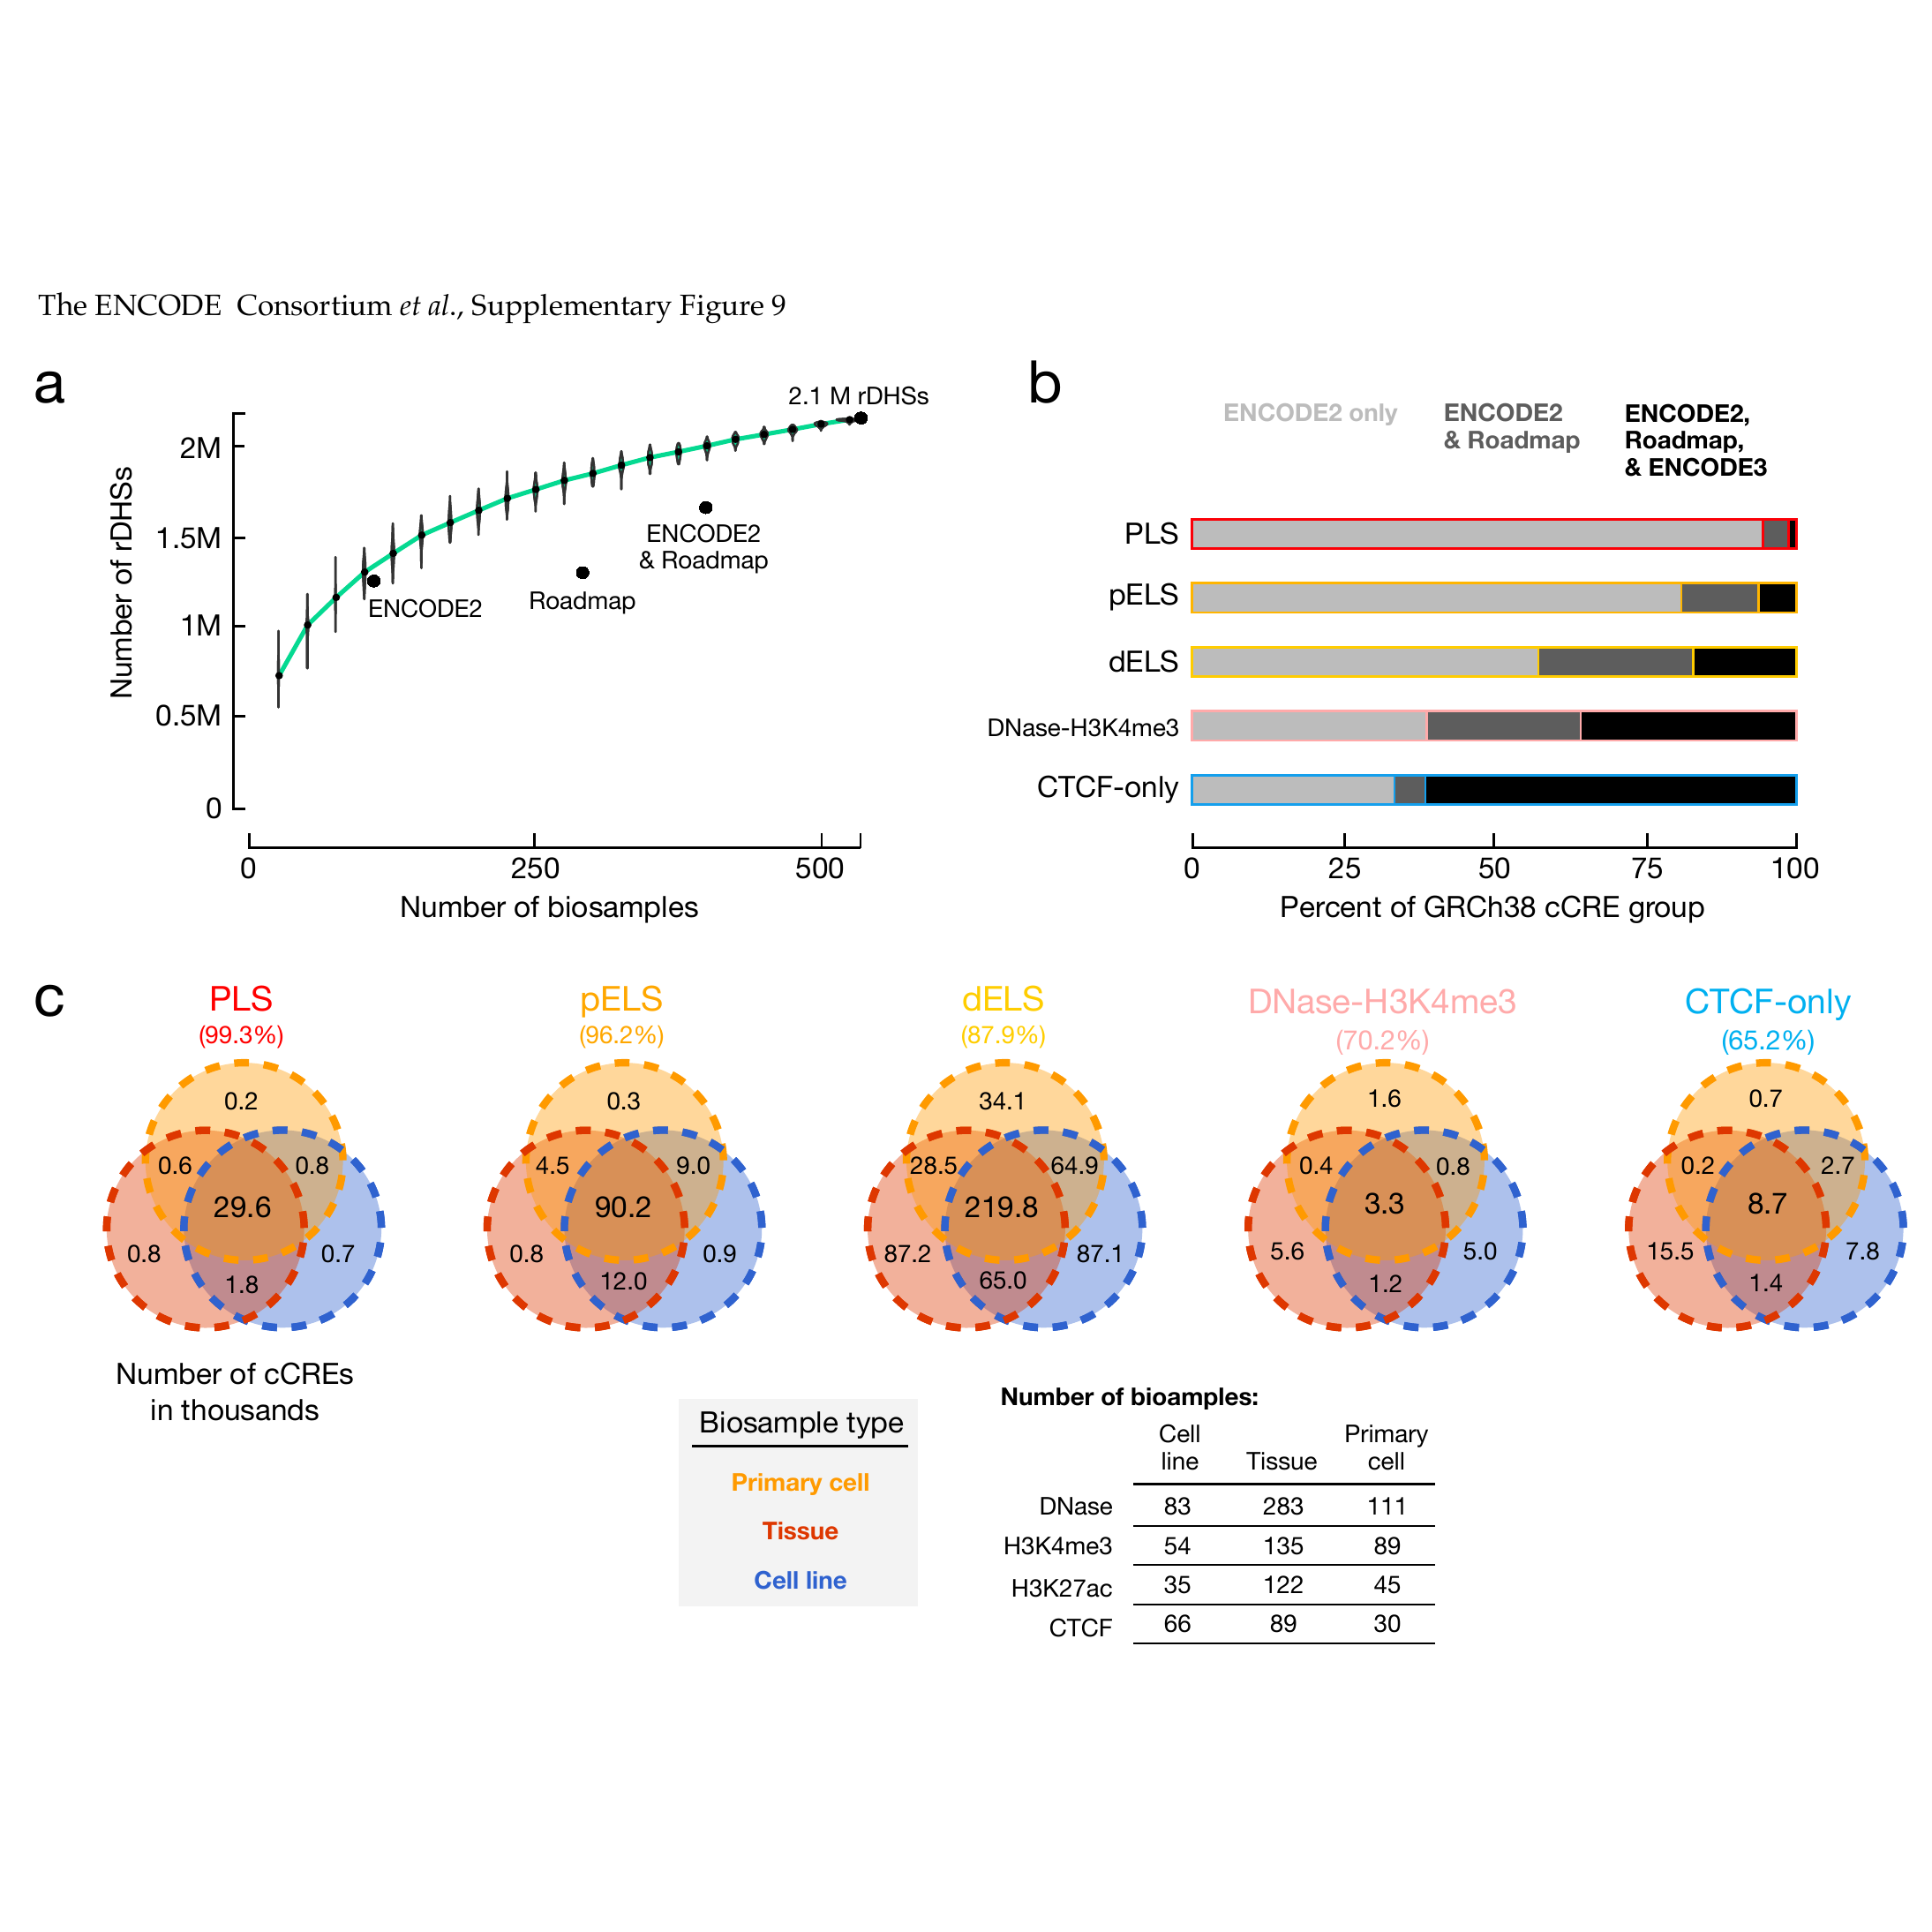 The ENCODE Consortium et al., Supplementary Figure 9
a
2.1 M rDHSs
2M
1.5M
1M
0.5M
0
Number of rDHSs
ENCODE2
Roadmap
ENCODE2
& Roadmap
0 250 500
Number of biosamples
b
ENCODE2 only
ENCODE2
& Roadmap
ENCODE2,
Roadmap,
& ENCODE3
PLS
pELS
dELS
DNase-H3K4me3
CTCF-only
0 25 50 75 100
Percent of GRCh38 cCRE group
c
PLS
(99.3%)
0.2
0.6 0.8
29.6
0.8 0.7
1.8
pELS
(96.2%)
0.3
4.5 9.0
90.2
0.8 0.9
12.0
dELS
(87.9%)
34.1
28.5 64.9
219.8
87.2 87.1
65.0
DNase-H3K4me3
(70.2%)
1.6
0.4 0.8
3.3
5.6 5.0
1.2
CTCF-only
(65.2%)
0.7
0.2 2.7
8.7
15.5 7.8
1.4
Number of cCREs
in thousands
Biosample type
Primary cell
Tissue
Cell line
Number of bioamples:
Cell
line
Tissue
Primary
cell
DNase 83 283 111
H3K4me3 54 135 89
H3K27ac 35 122 45
CTCF 66 89 30